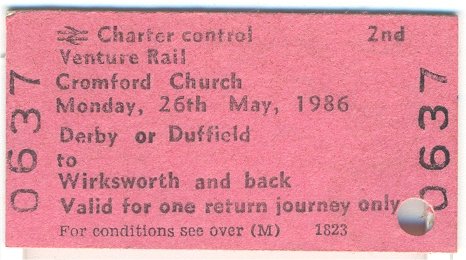 Charter control 2nd
Venture Rail
Cromford Church
Monday, 26th May, 1986
Derby or Duffield
to
Wirksworth and back
Valid for one return journey only
For conditions see over (M) 1823
0637
0637